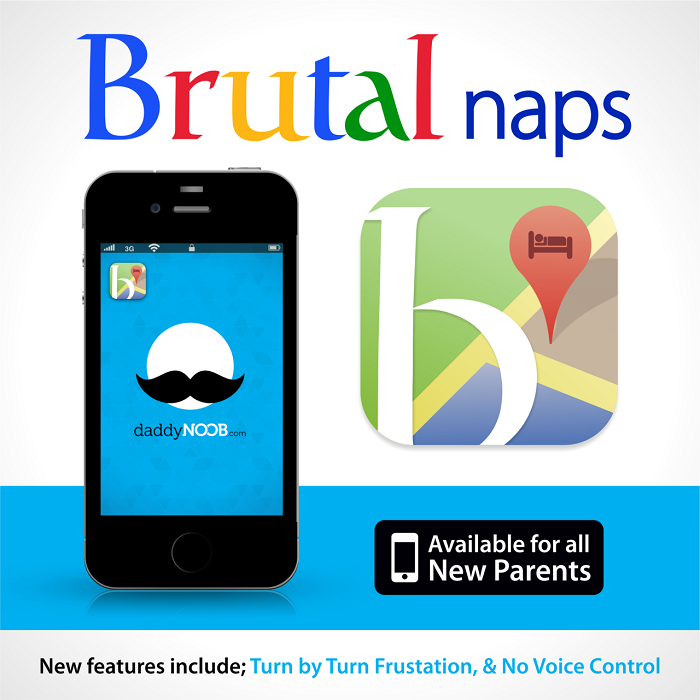 Brutal naps
3G
b
b
daddyNOOB.com
Available for all
New Parents
New features include; Turn by Turn Frustation, & No Voice Control